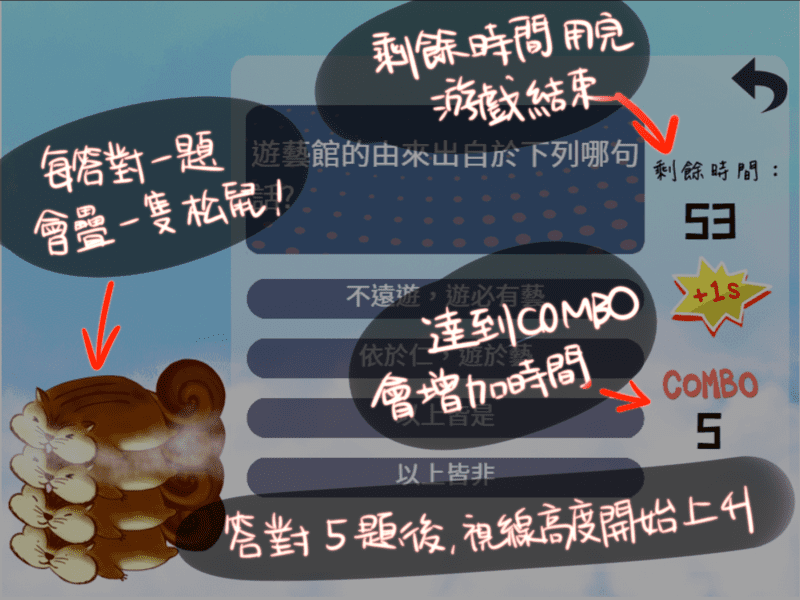 剩餘時間用完
游戲結束
每答對一題
會疊一隻松鼠!
遊藝館的由來出自於下列哪句
話?
剩餘時間:
53
+1s
不遠遊,遊必有藝
依於仁,遊於藝
達到COMBO
會增加時間
以上皆是
COMBO
5
以上皆非
答對5題後,視線高度開始上升